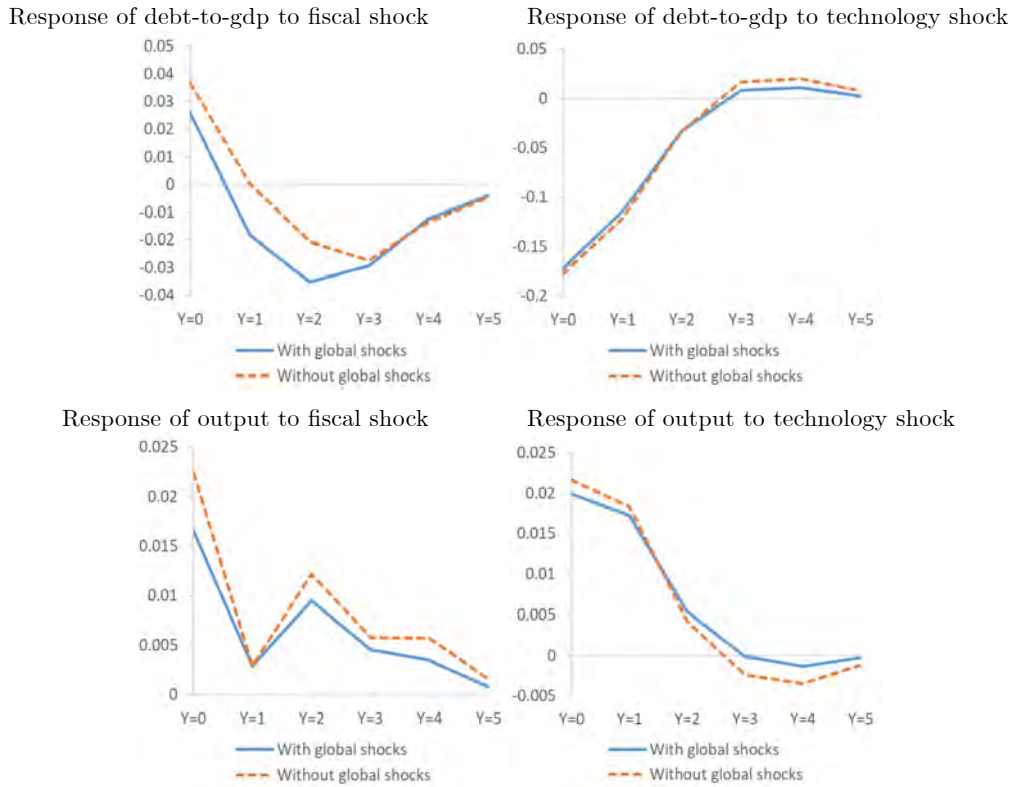 Response of debt-to-gdp to fiscal shock
0.05
0.04
0.03
0.02
0.01
0
-0.01
-0.02
-0.03
-0.04
Y=0 Y=1 Y=2 Y=3 Y=4 Y=5
With global shocks
Without global shocks
Response of debt-to-gdp to technology shock
0.05
0
-0.05
-0.1
-0.15
-0.2
Y=0 Y=1 Y=2 Y=3 Y=4 Y=5
With global shocks
Without global shocks
Response of output to fiscal shock
0.025
0.02
0.015
0.01
0.005
0
Y=0 Y=1 Y=2 Y=3 Y=4 Y=5
With global shocks
Without global shocks
Response of output to technology shock
0.025
0.02
0.015
0.01
0.005
0
-0.005
Y=0 Y=1 Y=2 Y=3 Y=4 Y=5
With global shocks
Without global shocks